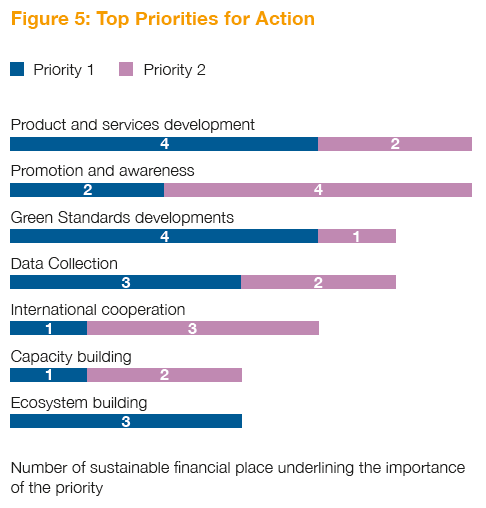 Figure 5: Top Priorities for Action
Priority 1 Priority 2
Product and services development
4 2
Promotion and awareness
2 4
Green Standards developments
4 1
Data Collection
3 2
International cooperation
1 3
Capacity building
1 2
Ecosystem building
3
Number of sustainable financial place underlining the importance
of the priority